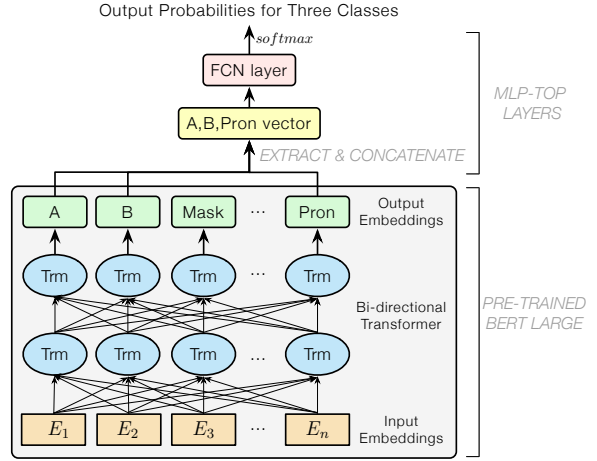 Output Probabilities for Three Classes
softmax
FCN layer
MLP-TOP
LAYERS
A,B,Pron vector
EXTRACT & CONCATENATE
A B Mask ... Pron
Output
Embeddings
Trm Trm Trm ... Trm
Bi-directional
Transformer
PRE-TRAINED
BERT LARGE
Trm Trm Trm ... Trm
E1 E2 E3 ... En
Input
Embeddings